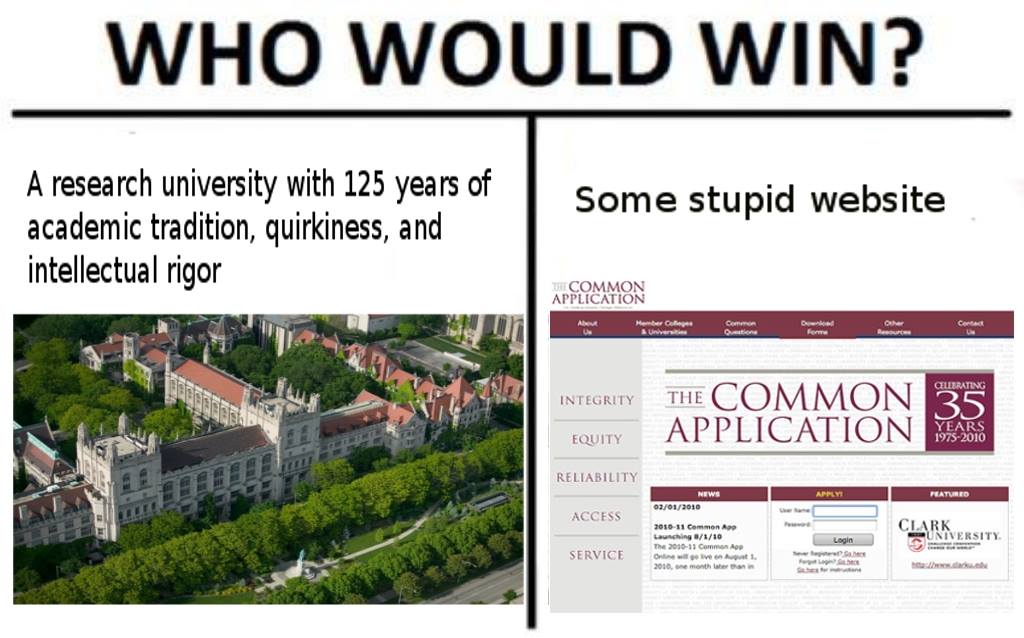 WHO WOULD WIN?
A research university with 125 years of
academic tradition, quirkiness, and
intellectual rigor
Some stupid website
THE COMMON
APPLICATION
About Us
Member Colleges & Universities
Common Questions
Download Forms
Other Resources
Contact Us
INTEGRITY
EQUITY
RELIABILITY
ACCESS
SERVICE
THE COMMON
APPLICATION
CELEBRATING
35
YEARS
1975-2010
NEWS
02/01/2010
2010-11 Common App
Launching 8/1/10
The 2010-11 Common App
Online will go live on August 1,
2010, one month later than in
APPLY!
User Name:
Password:
Login
Never Registered? Go here
Forgot Login? Go here
Go here for instructions
FEATURED
CLARK
UNIVERSITY
CHALLENGE CONVENTION
CHANGE OUR WORLD
http://www.clarku.edu